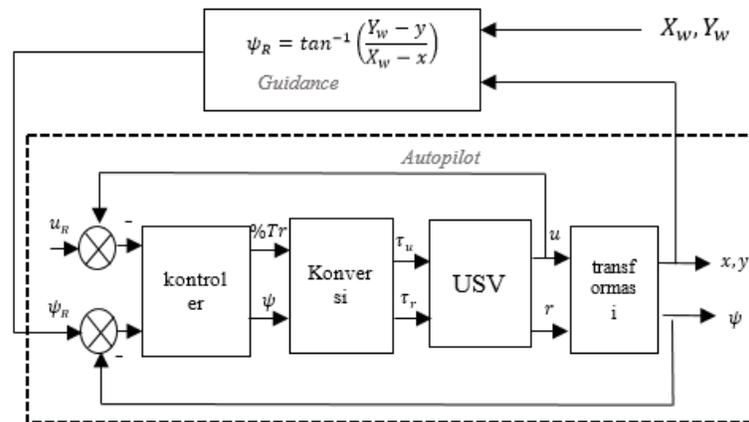 ψ_R = tan⁻¹((Y_w − y)/(X_w − x))
Guidance
X_w, Y_w
Autopilot
u_R
-
%Tr
τ_u
u
kontrol
er
Konver
si
USV
transf
ormas
i
x, y
ψ_R
-
ψ
τ_r
r
ψ